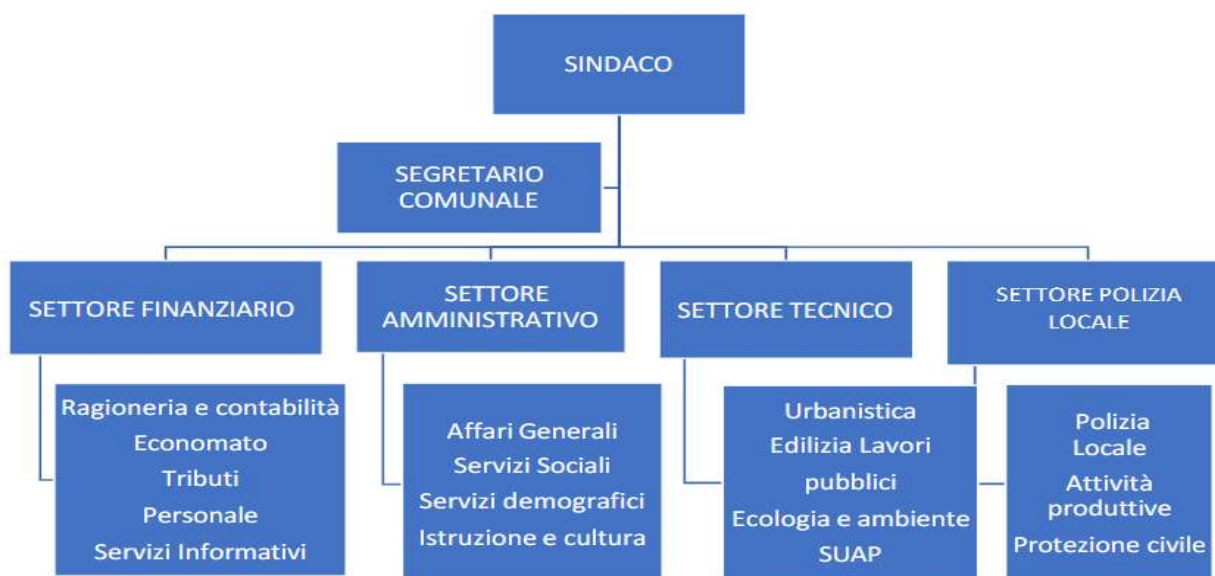 SINDACO
SEGRETARIO
COMUNALE
SETTORE FINANZIARIO
SETTORE
AMMINISTRATIVO
SETTORE TECNICO
SETTORE POLIZIA
LOCALE
Ragioneria e contabilità
Economato
Tributi
Personale
Servizi Informativi
Affari Generali
Servizi Sociali
Servizi demografici
Istruzione e cultura
Urbanistica
Edilizia Lavori
pubblici
Ecologia e ambiente
SUAP
Polizia
Locale
Attività
produttive
Protezione civile